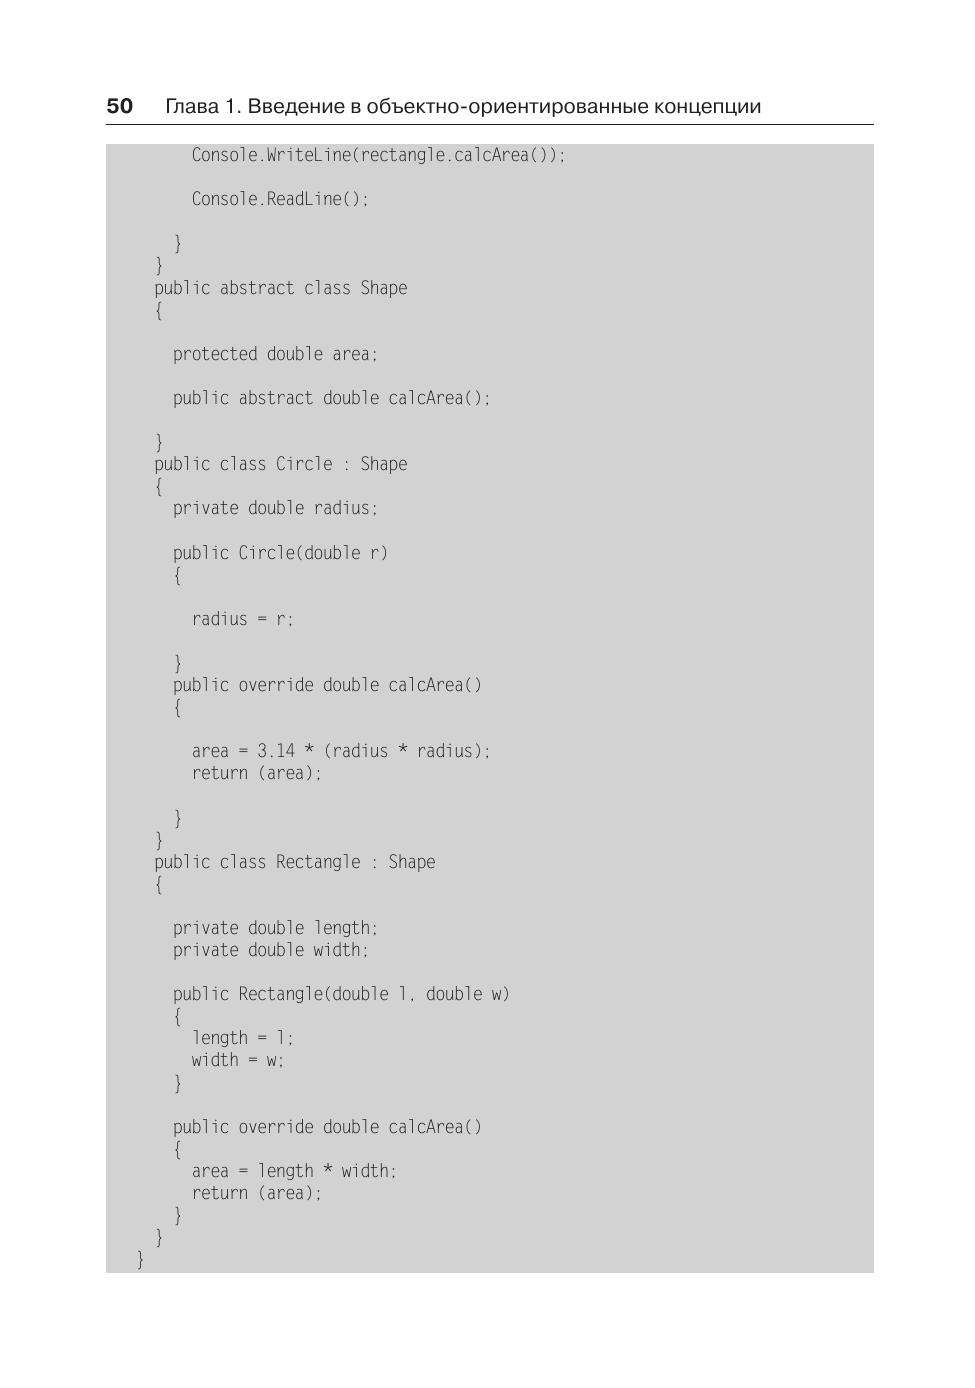 50 Глава 1. Введение в объектно-ориентированные концепции
Console.WriteLine(rectangle.calcArea());
Console.ReadLine();
}
}
public abstract class Shape
{
protected double area;
public abstract double calcArea();
}
public class Circle : Shape
{
private double radius;
public Circle(double r)
{
radius = r;
}
public override double calcArea()
{
area = 3.14 * (radius * radius);
return (area);
}
}
public class Rectangle : Shape
{
private double length;
private double width;
public Rectangle(double l, double w)
{
length = l;
width = w;
}
public override double calcArea()
{
area = length * width;
return (area);
}
}
}